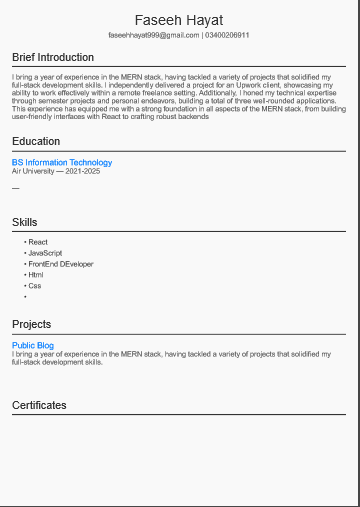 Faseeh Hayat
faseehhayat999@gmail.com | 03400206911
Brief Introduction
I bring a year of experience in the MERN stack, having tackled a variety of projects that solidified my
full-stack development skills. I independently delivered a project for an Upwork client, showcasing my
ability to work effectively within a remote freelance setting. Additionally, I honed my technical expertise
through semester projects and personal endeavors, building a total of three well-rounded applications.
This experience has equipped me with a strong foundation in all aspects of the MERN stack, from building
user-friendly interfaces with React to crafting robust backends
Education
BS Information Technology
Air University — 2021-2025
—
Skills
• React
• JavaScript
• FrontEnd DEveloper
• Html
• Css
•
Projects
Public Blog
I bring a year of experience in the MERN stack, having tackled a variety of projects that solidified my
full-stack development skills.
Certificates